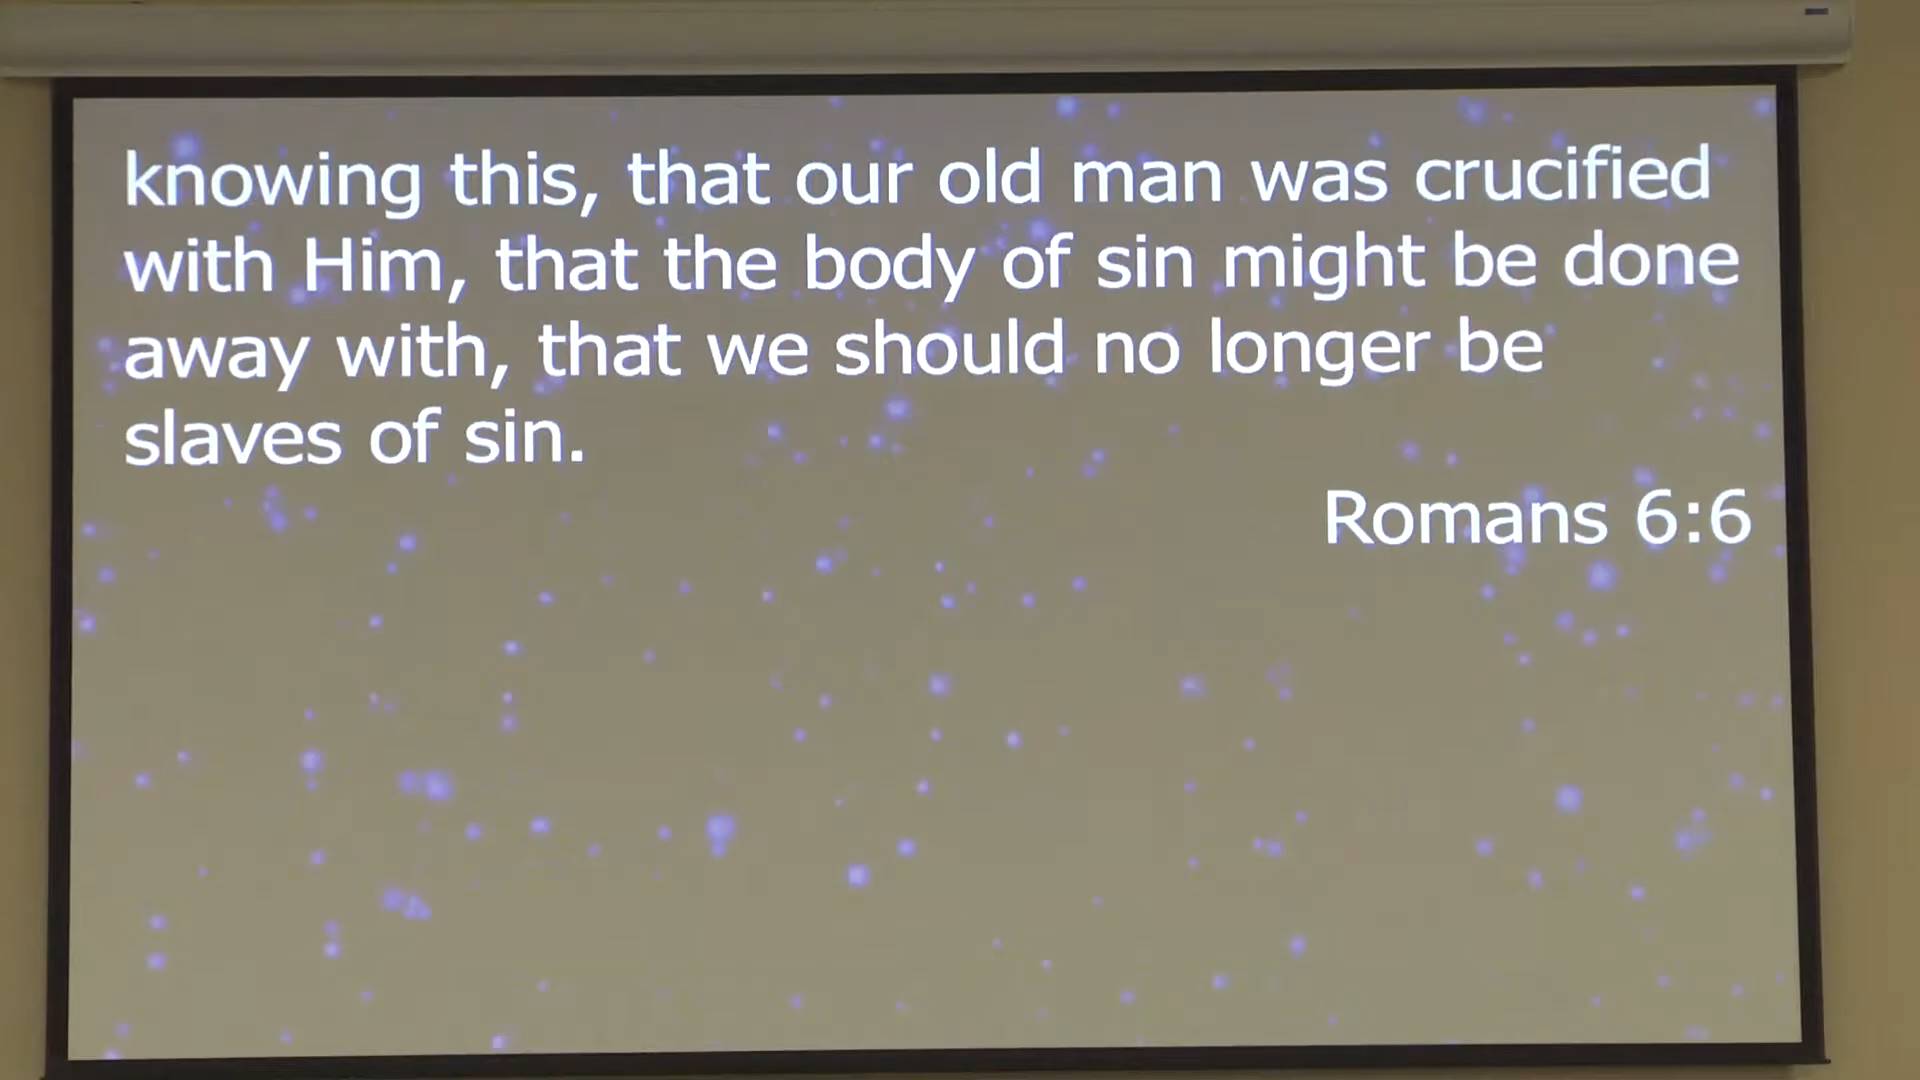 knowing this, that our old man was crucified
with Him, that the body of sin might be done
away with, that we should no longer be
slaves of sin.
Romans 6:6